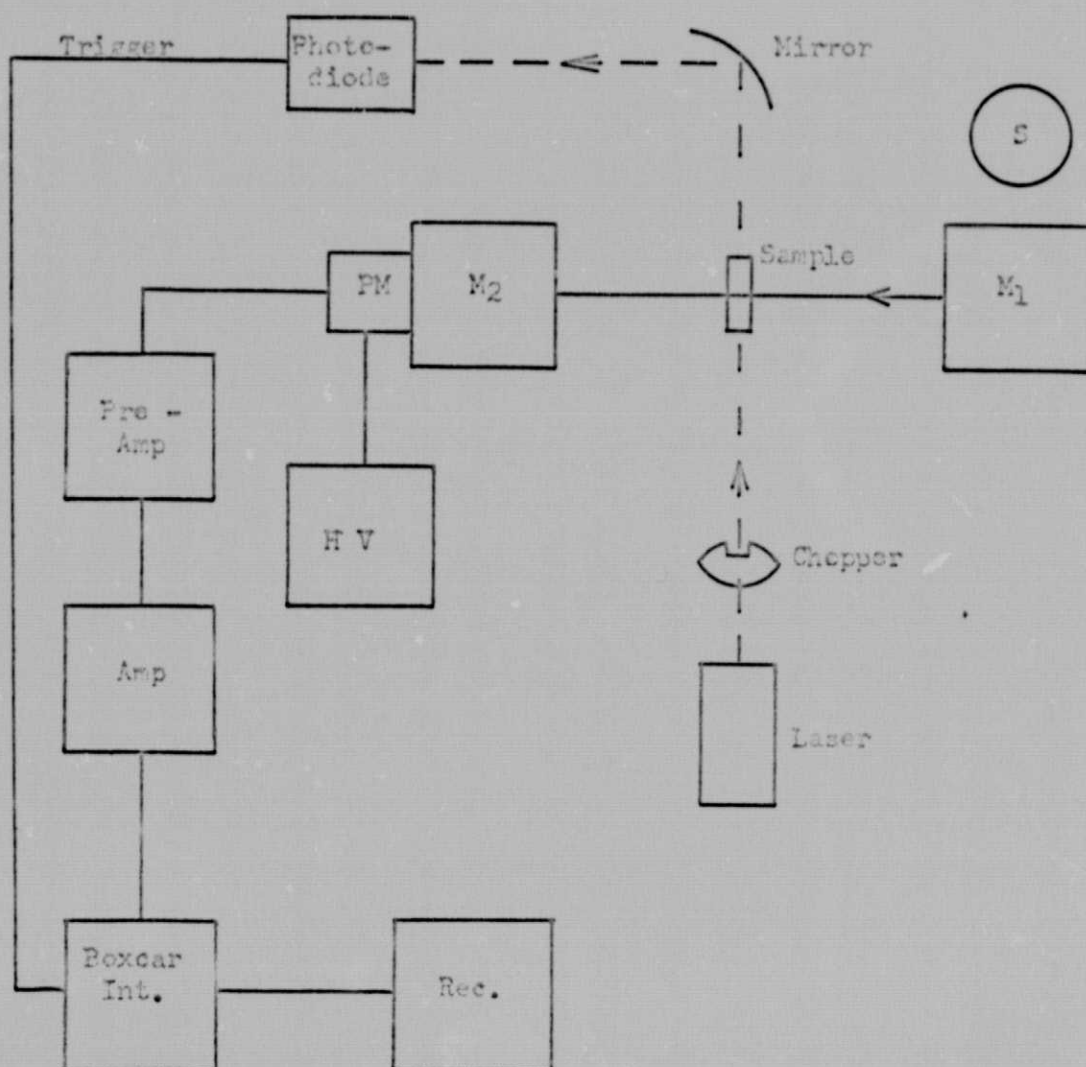 Trigger
Photo-
diode
Mirror
S
Sample
PM
M2
M1
Pre -
Amp
H V
Chopper
Amp
Laser
Boxcar
Int.
Rec.